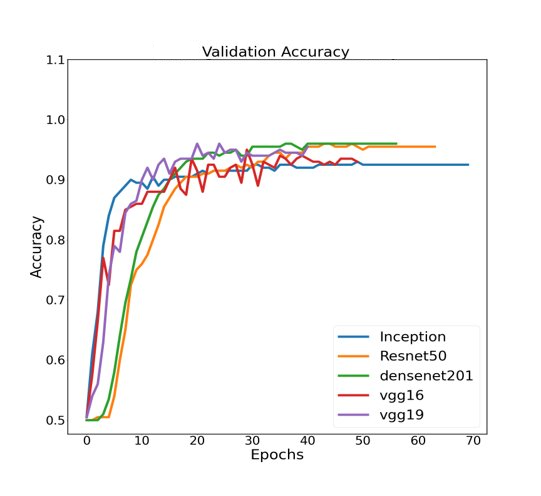 Validation Accuracy
1.1
1.0
0.9
0.8
0.7
0.6
0.5
Accuracy
Inception
Resnet50
densenet201
vgg16
vgg19
0 10 20 30 40 50 60 70
Epochs